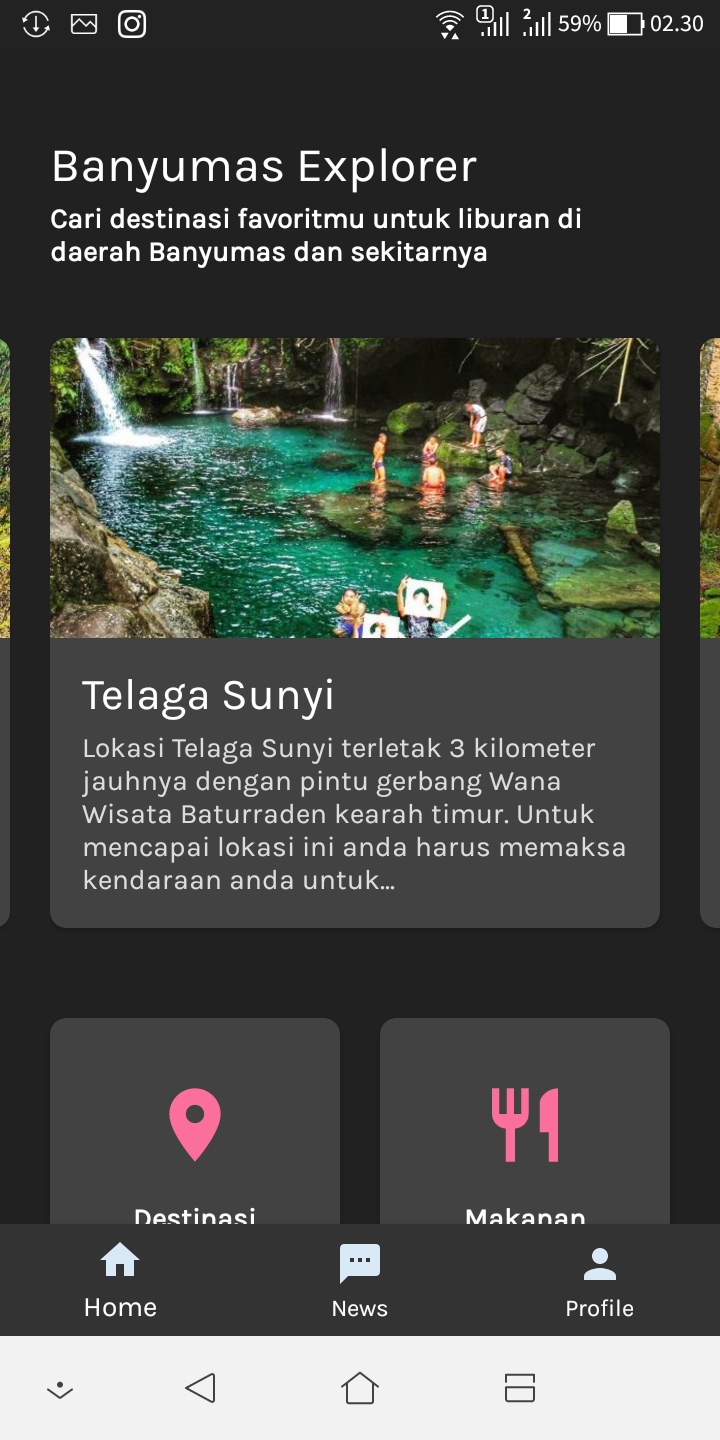 1 2 59% 02.30
Banyumas Explorer
Cari destinasi favoritmu untuk liburan di
daerah Banyumas dan sekitarnya
Telaga Sunyi
Lokasi Telaga Sunyi terletak 3 kilometer
jauhnya dengan pintu gerbang Wana
Wisata Baturraden kearah timur. Untuk
mencapai lokasi ini anda harus memaksa
kendaraan anda untuk...
Destinasi Makanan
Home News Profile